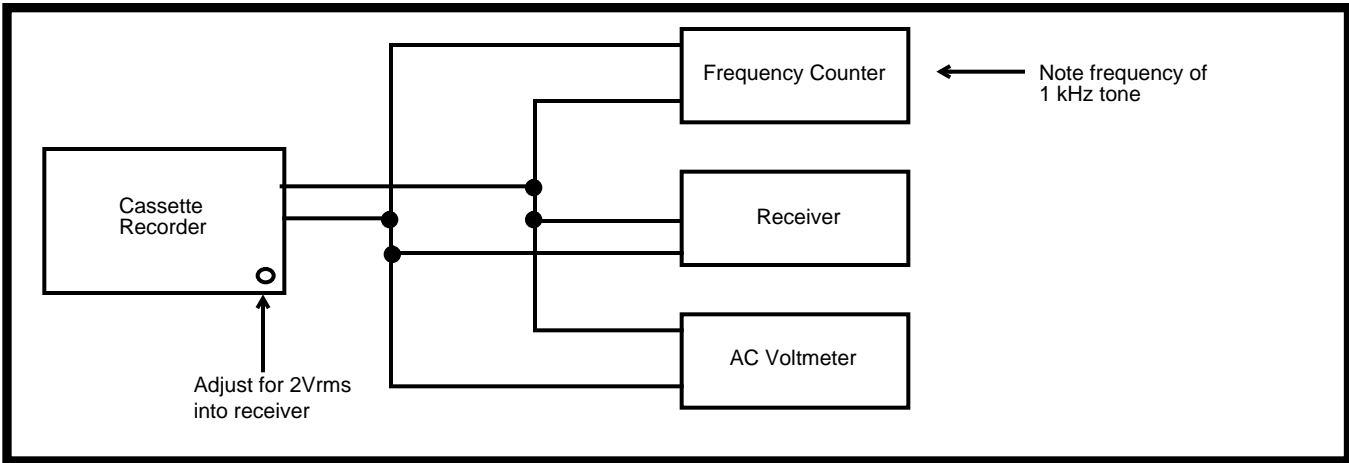 Frequency Counter
Note frequency of
1 kHz tone
Cassette
Recorder
Receiver
AC Voltmeter
Adjust for 2Vrms
into receiver